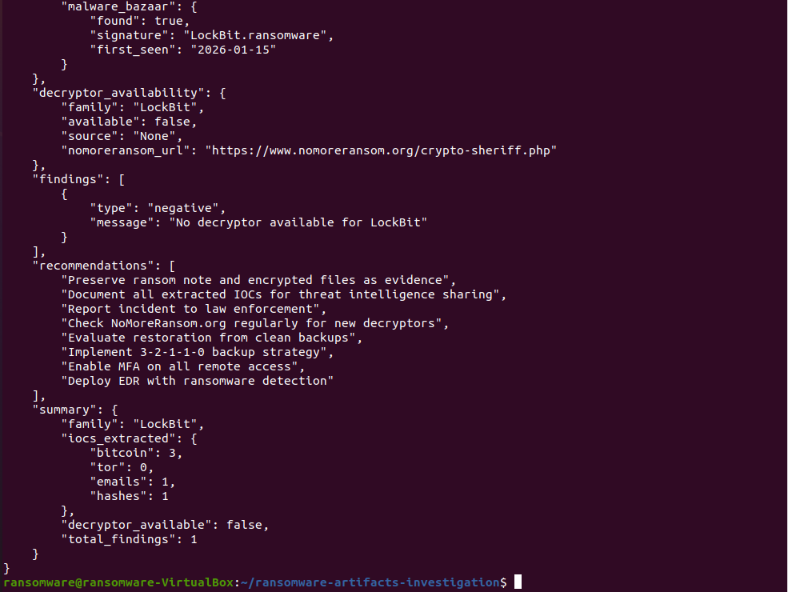 "malware_bazaar": {
"found": true,
"signature": "LockBit.ransomware",
"first_seen": "2026-01-15"
}
},
"decryptor_availability": {
"family": "LockBit",
"available": false,
"source": "None",
"nomoreransom_url": "https://www.nomoreransom.org/crypto-sheriff.php"
},
"findings": [
{
"type": "negative",
"message": "No decryptor available for LockBit"
}
],
"recommendations": [
"Preserve ransom note and encrypted files as evidence",
"Document all extracted IOCs for threat intelligence sharing",
"Report incident to law enforcement",
"Check NoMoreRansom.org regularly for new decryptors",
"Evaluate restoration from clean backups",
"Implement 3-2-1-1-0 backup strategy",
"Enable MFA on all remote access",
"Deploy EDR with ransomware detection"
],
"summary": {
"family": "LockBit",
"iocs_extracted": {
"bitcoin": 3,
"tor": 0,
"emails": 1,
"hashes": 1
},
"decryptor_available": false,
"total_findings": 1
}
}
ransomware@ransomware-VirtualBox:~/ransomware-artifacts-investigation$